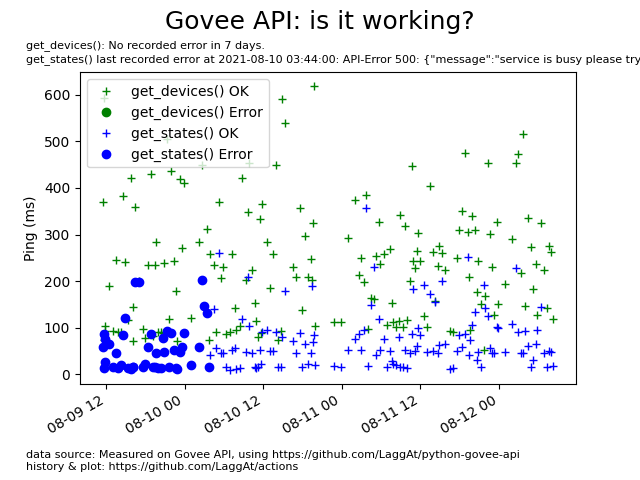 Govee API: is it working?
get_devices(): No recorded error in 7 days.
get_states() last recorded error at 2021-08-10 03:44:00: API-Error 500: {"message":"service is busy please try
get_devices() OK
get_devices() Error
get_states() OK
get_states() Error
Ping (ms)
600
500
400
300
200
100
0
08-09 12
08-10 00
08-10 12
08-11 00
08-11 12
08-12 00
data source: Measured on Govee API, using https://github.com/LaggAt/python-govee-api
history & plot: https://github.com/LaggAt/actions